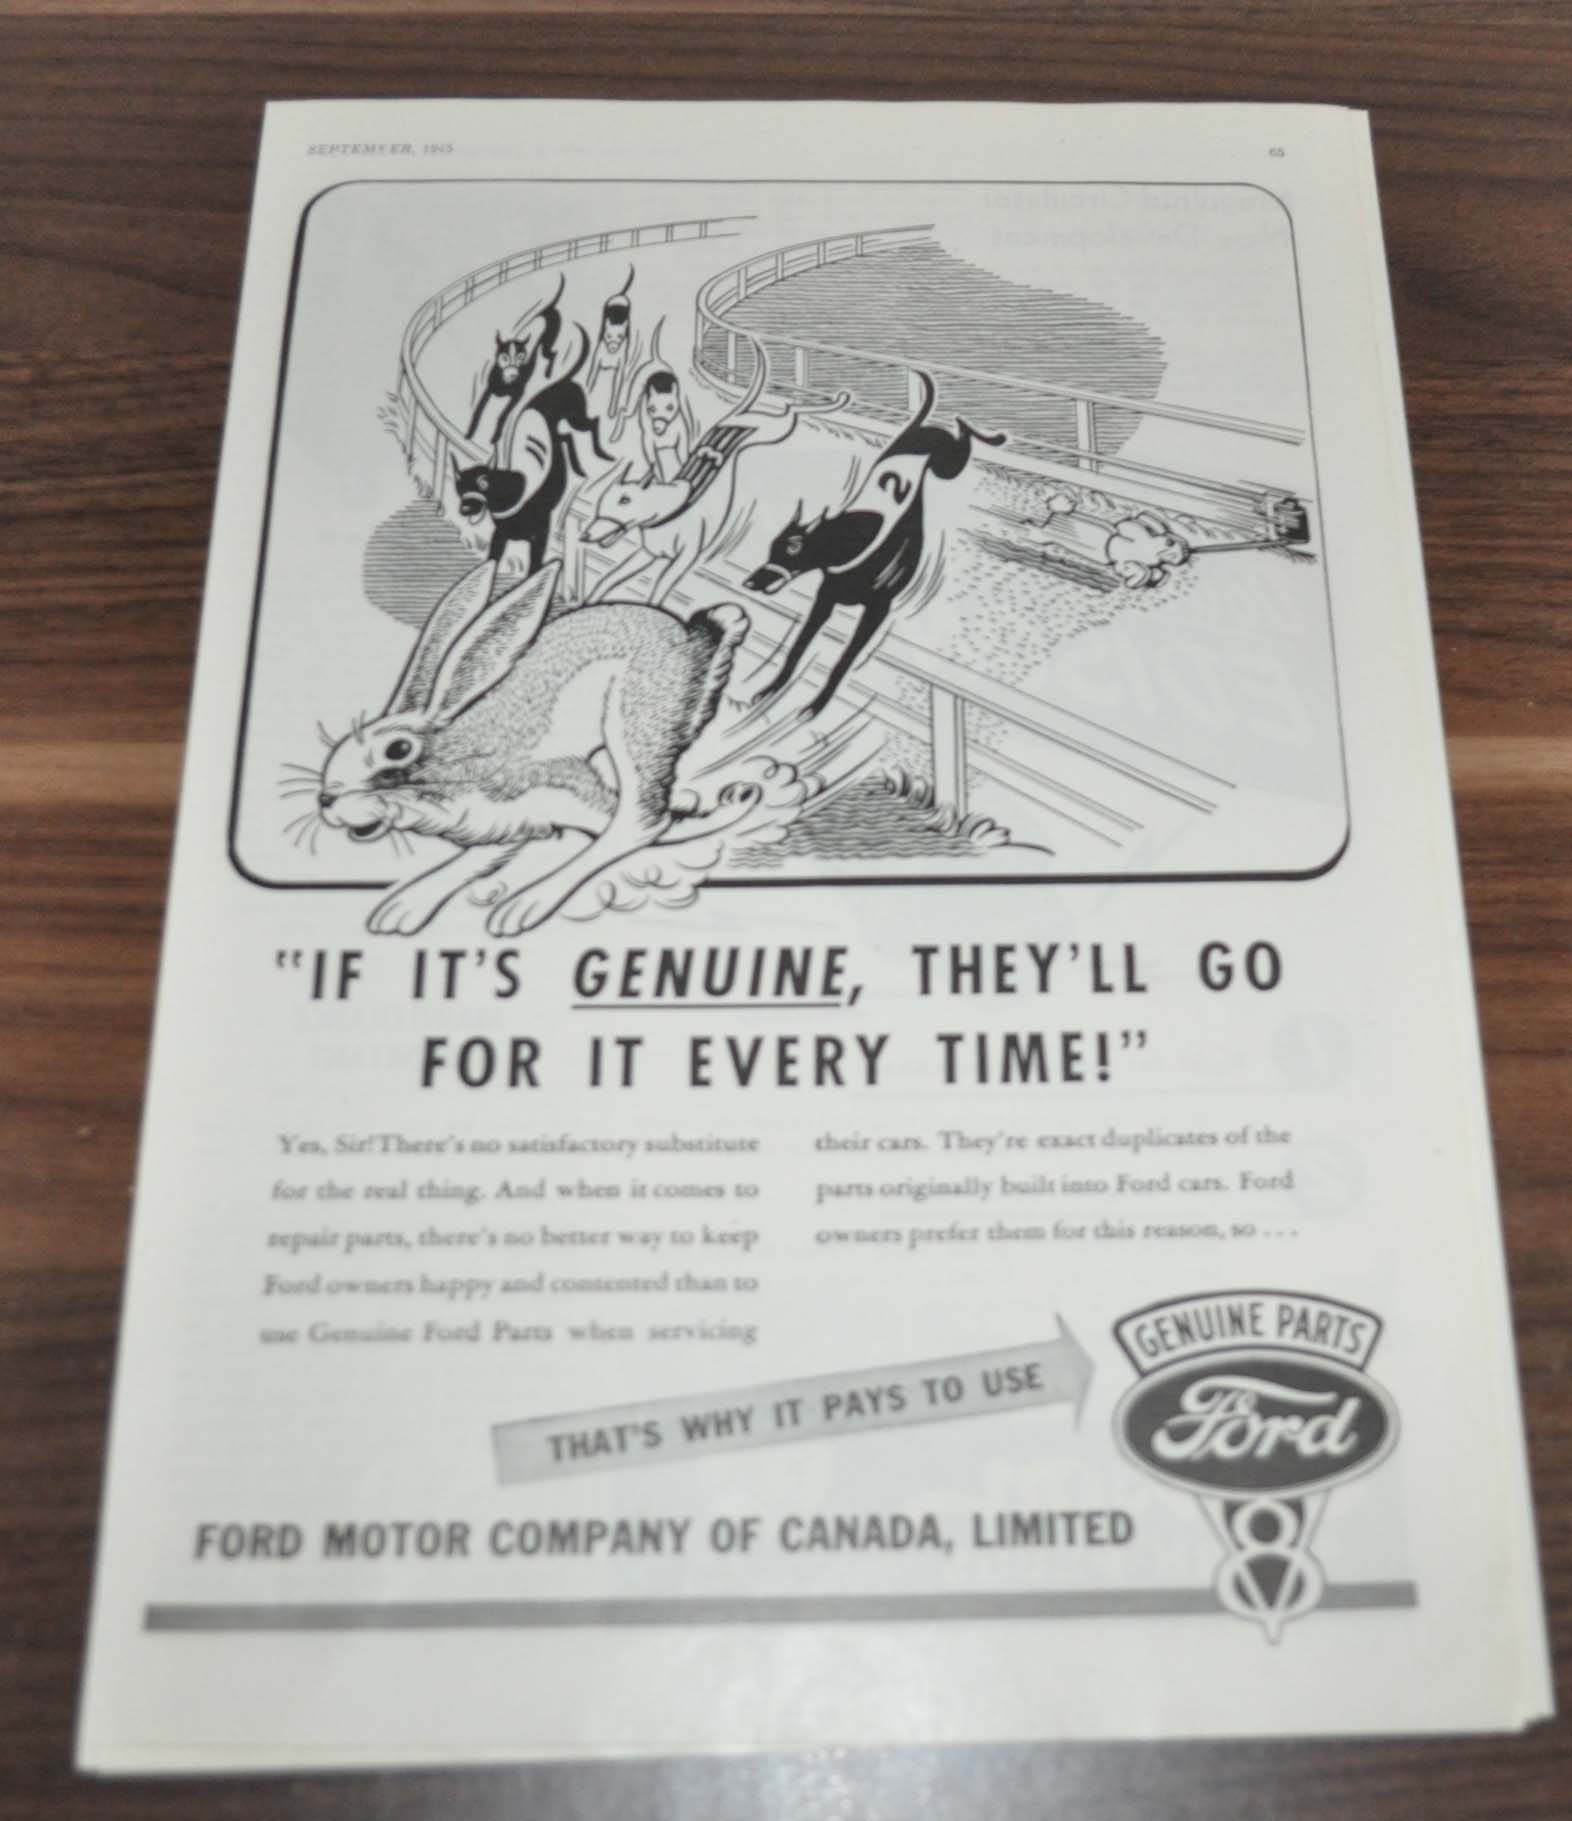 SEPTEMBER, 1945
65
2
"IF IT'S GENUINE, THEY'LL GO
FOR IT EVERY TIME!"
Yes, Sir! There's no satisfactory substitute
for the real thing. And when it comes to
repair parts, there's no better way to keep
Ford owners happy and contented than to
use Genuine Ford Parts when servicing
their cars. They're exact duplicates of the
parts originally built into Ford cars. Ford
owners prefer them for this reason, so ...
THAT'S WHY IT PAYS TO USE
GENUINE PARTS
Ford
V8
FORD MOTOR COMPANY OF CANADA, LIMITED